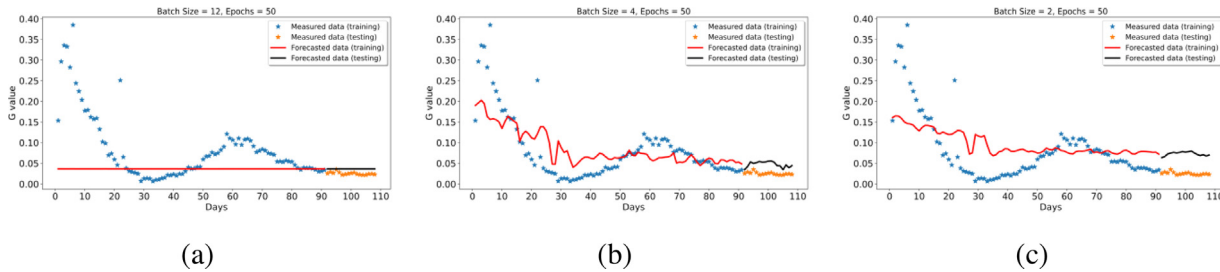 Batch Size = 12, Epochs = 50
0.40
0.35
0.30
0.25
0.20
0.15
0.10
0.05
0.00
G value
0 10 20 30 40 50 60 70 80 90 100 110
Days
Measured data (training)
Measured data (testing)
Forecasted data (training)
Forecasted data (testing)
(a)
Batch Size = 4, Epochs = 50
0.40
0.35
0.30
0.25
0.20
0.15
0.10
0.05
0.00
G value
0 10 20 30 40 50 60 70 80 90 100 110
Days
Measured data (training)
Measured data (testing)
Forecasted data (training)
Forecasted data (testing)
(b)
Batch Size = 2, Epochs = 50
0.40
0.35
0.30
0.25
0.20
0.15
0.10
0.05
0.00
G value
0 10 20 30 40 50 60 70 80 90 100 110
Days
Measured data (training)
Measured data (testing)
Forecasted data (training)
Forecasted data (testing)
(c)